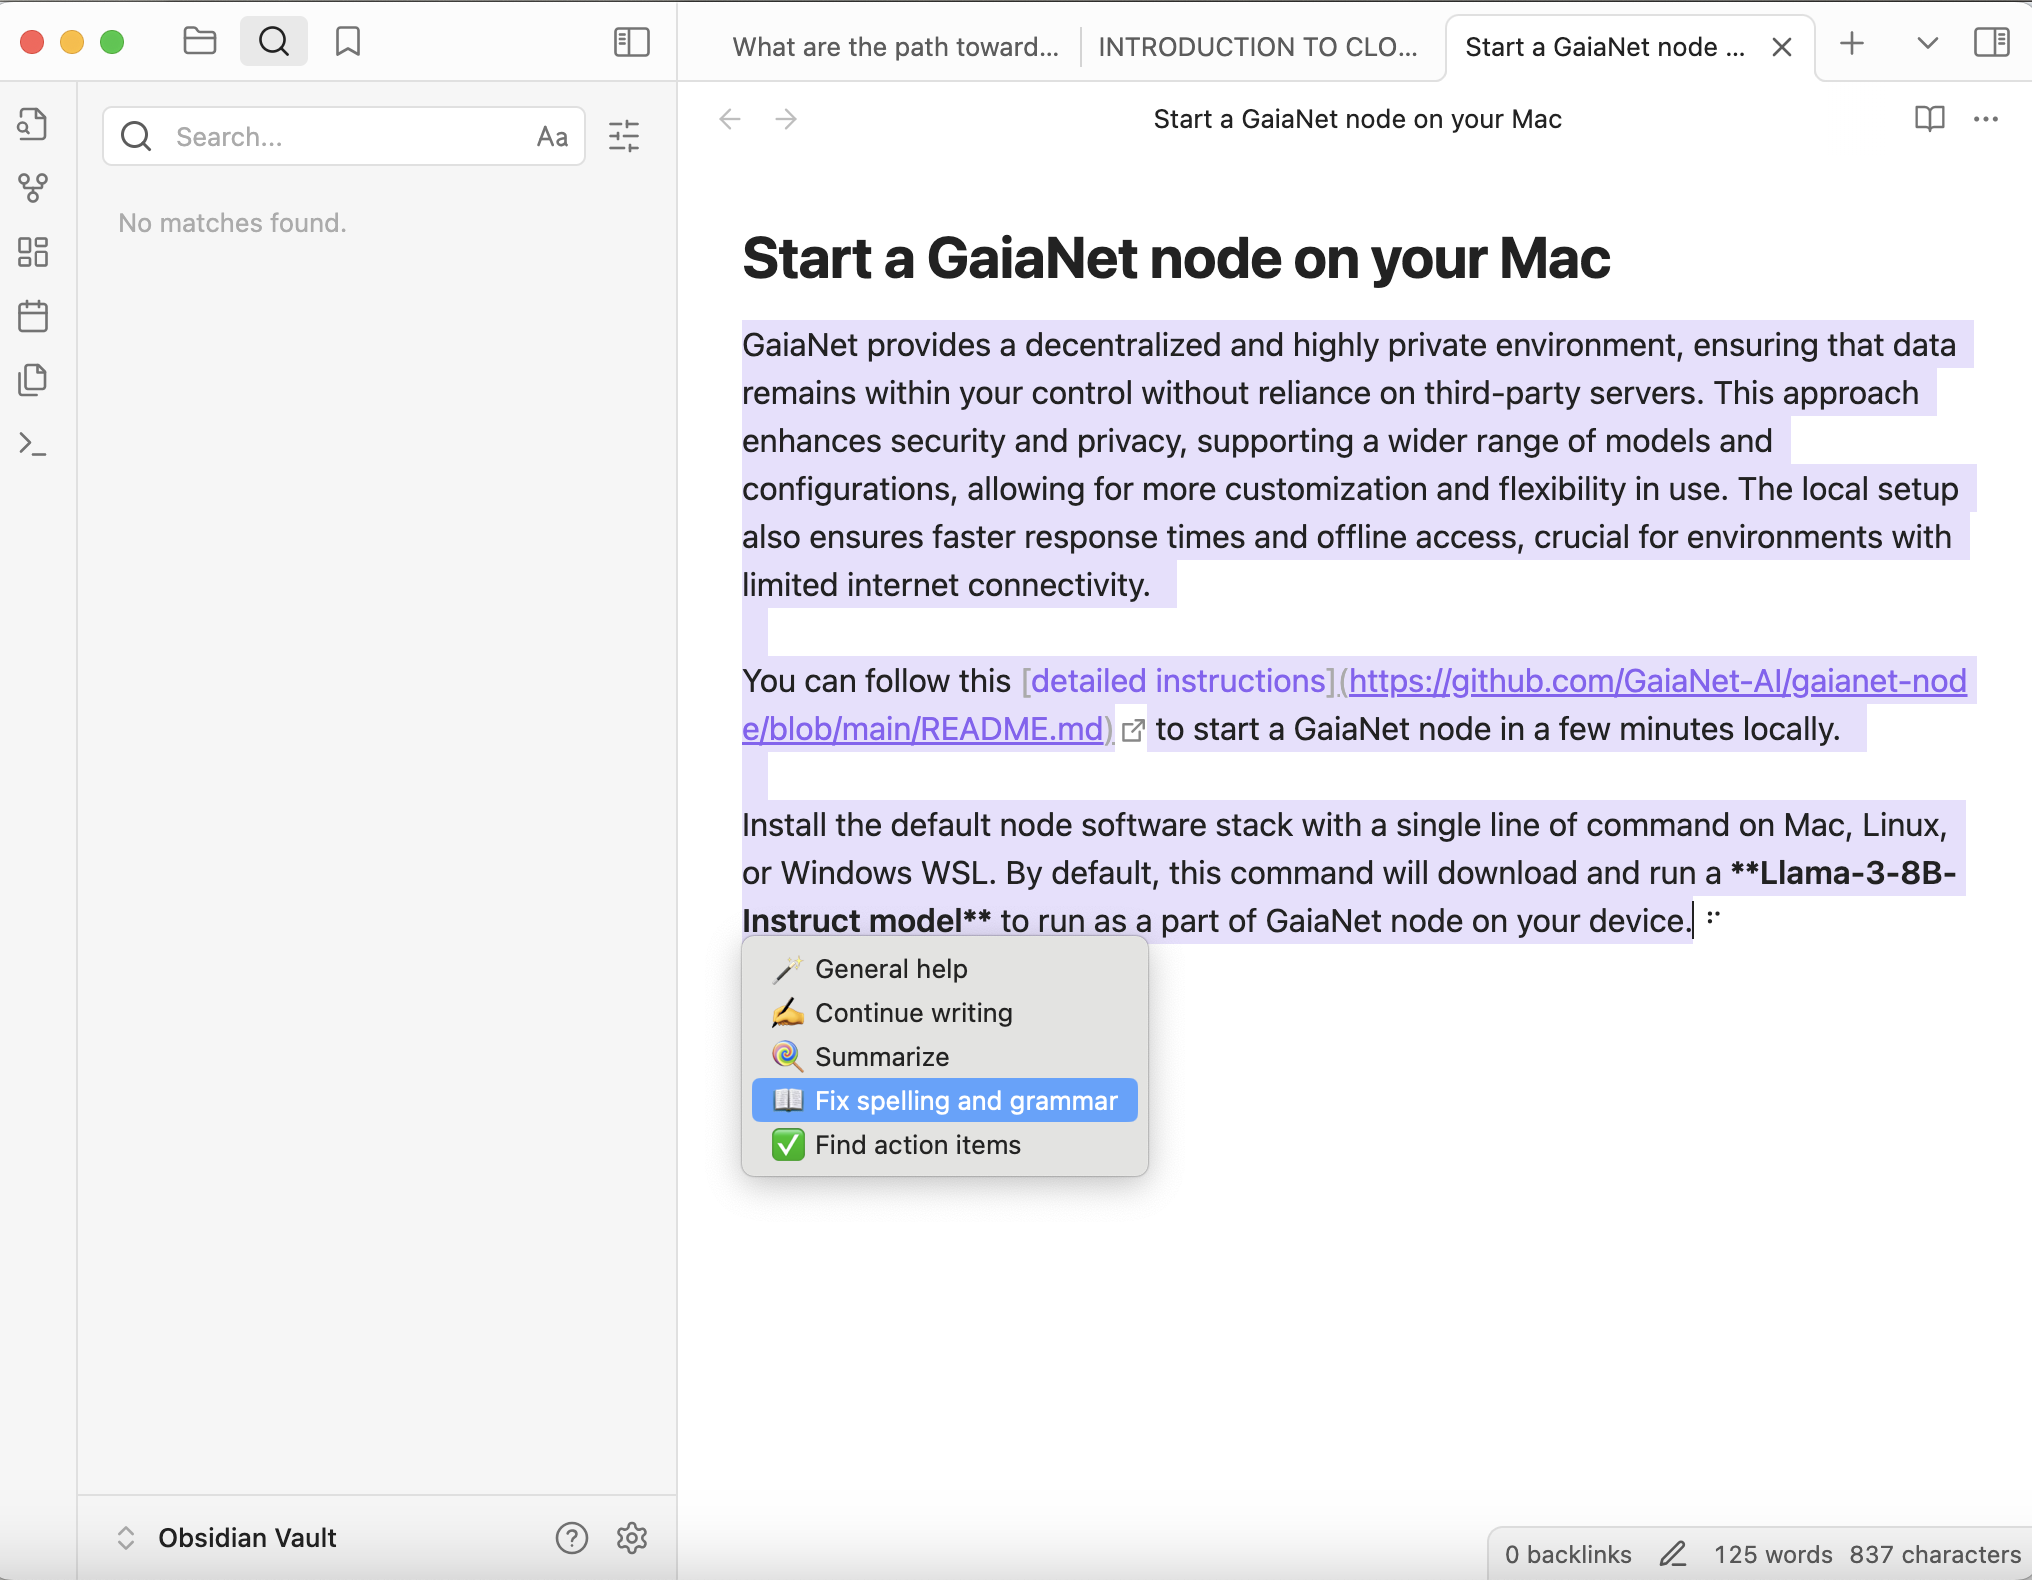 What are the path toward...
INTRODUCTION TO CLO...
Start a GaiaNet node ...
Search...
Aa
No matches found.
Start a GaiaNet node on your Mac
Start a GaiaNet node on your Mac
GaiaNet provides a decentralized and highly private environment, ensuring that data
remains within your control without reliance on third-party servers. This approach
enhances security and privacy, supporting a wider range of models and
configurations, allowing for more customization and flexibility in use. The local setup
also ensures faster response times and offline access, crucial for environments with
limited internet connectivity.
You can follow this [detailed instructions](https://github.com/GaiaNet-AI/gaianet-nod
e/blob/main/README.md) to start a GaiaNet node in a few minutes locally.
Install the default node software stack with a single line of command on Mac, Linux,
or Windows WSL. By default, this command will download and run a **Llama-3-8B-
Instruct model** to run as a part of GaiaNet node on your device.
General help
Continue writing
Summarize
Fix spelling and grammar
Find action items
Obsidian Vault
0 backlinks
125 words
837 characters